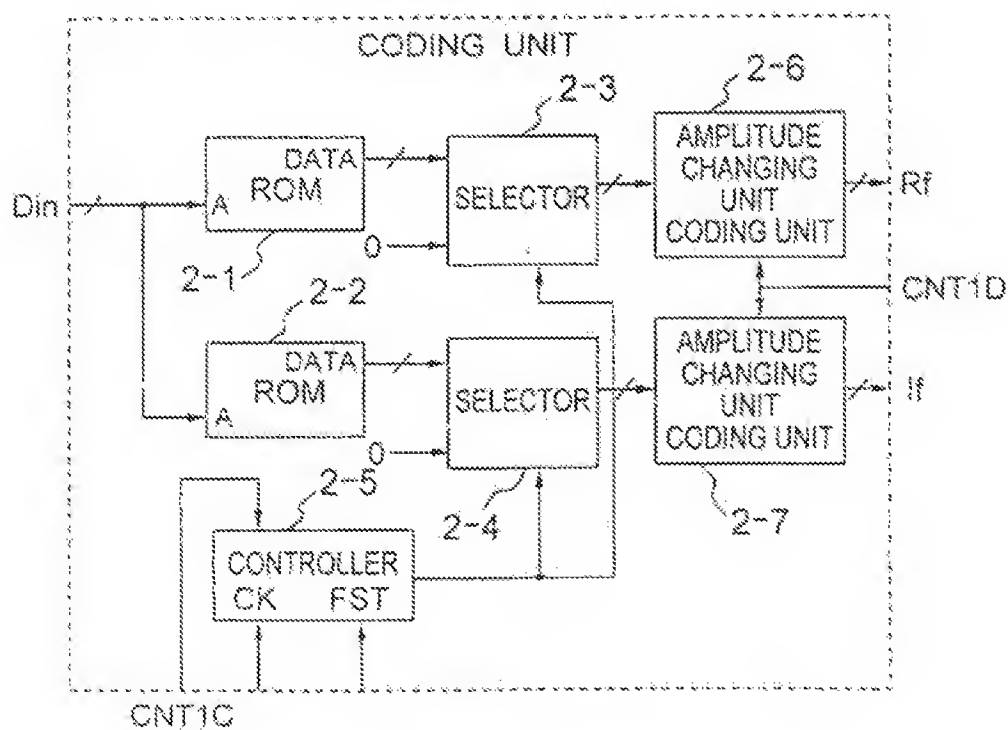 CODING UNIT
2-3
2-6
DATA
ROM
A
SELECTOR
AMPLITUDE
CHANGING
UNIT
CODING UNIT
Din
Rf
0
2-1
2-2
CNT1D
DATA
ROM
A
SELECTOR
AMPLITUDE
CHANGING
UNIT
CODING UNIT
If
0
2-5
2-4
2-7
CONTROLLER
CK FST
CNT1C